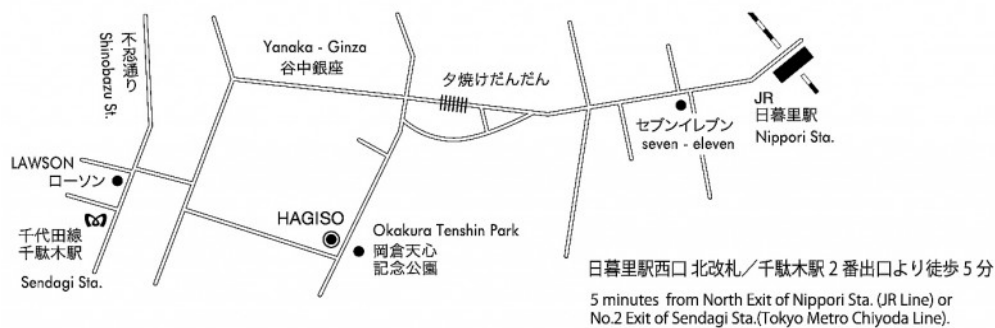 不忍通り
Shinobazu St.
Yanaka - Ginza
谷中銀座
夕焼けだんだん
JR
日暮里駅
Nippori Sta.
セブンイレブン
seven - eleven
LAWSON
ローソン
千代田線
千駄木駅
Sendagi Sta.
HAGISO
Okakura Tenshin Park
岡倉天心
記念公園
日暮里駅西口 北改札／千駄木駅 2 番出口より徒歩 5 分
5 minutes from North Exit of Nippori Sta. (JR Line) or
No.2 Exit of Sendagi Sta.(Tokyo Metro Chiyoda Line).